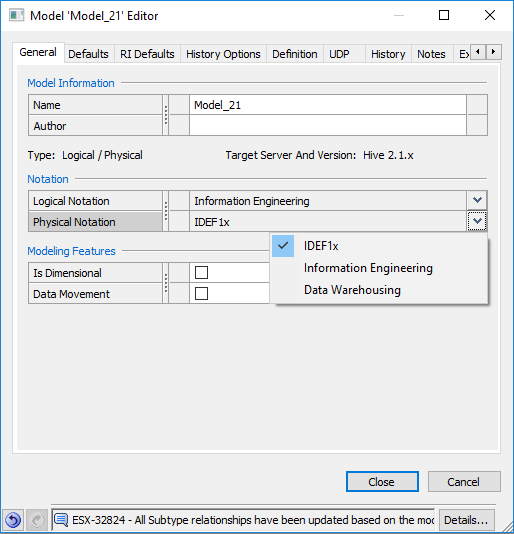 Model 'Model_21' Editor
General Defaults RI Defaults History Options Definition UDP History Notes Ex
Model Information
Name Model_21
Author
Type: Logical / Physical Target Server And Version: Hive 2.1.x
Notation
Logical Notation Information Engineering
Physical Notation IDEF1x
IDEF1x
Modeling Features
Information Engineering
Is Dimensional
Data Warehousing
Data Movement
Close Cancel
ESX-32824 - All Subtype relationships have been updated based on the mod Details...